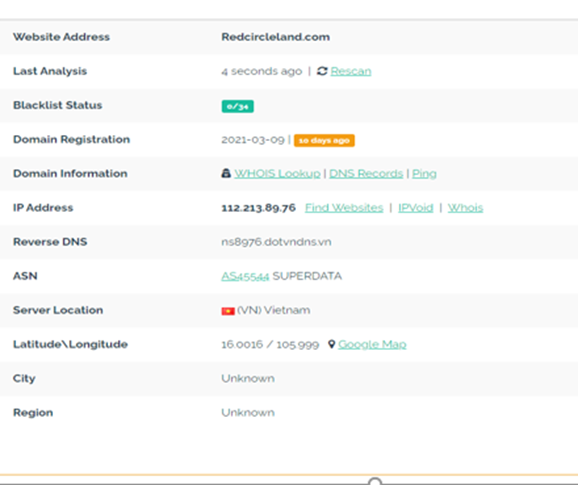 Website Address Redcircleland.com
Last Analysis 4 seconds ago | Rescan
Blacklist Status 0/34
Domain Registration 2021-03-09 | 10 days ago
Domain Information WHOIS Lookup | DNS Records | Ping
IP Address 112.213.89.76 Find Websites | IPVoid | Whois
Reverse DNS ns8976.dotvndns.vn
ASN AS45544 SUPERDATA
Server Location (VN) Vietnam
Latitude\Longitude 16.0016 / 105.999 Google Map
City Unknown
Region Unknown